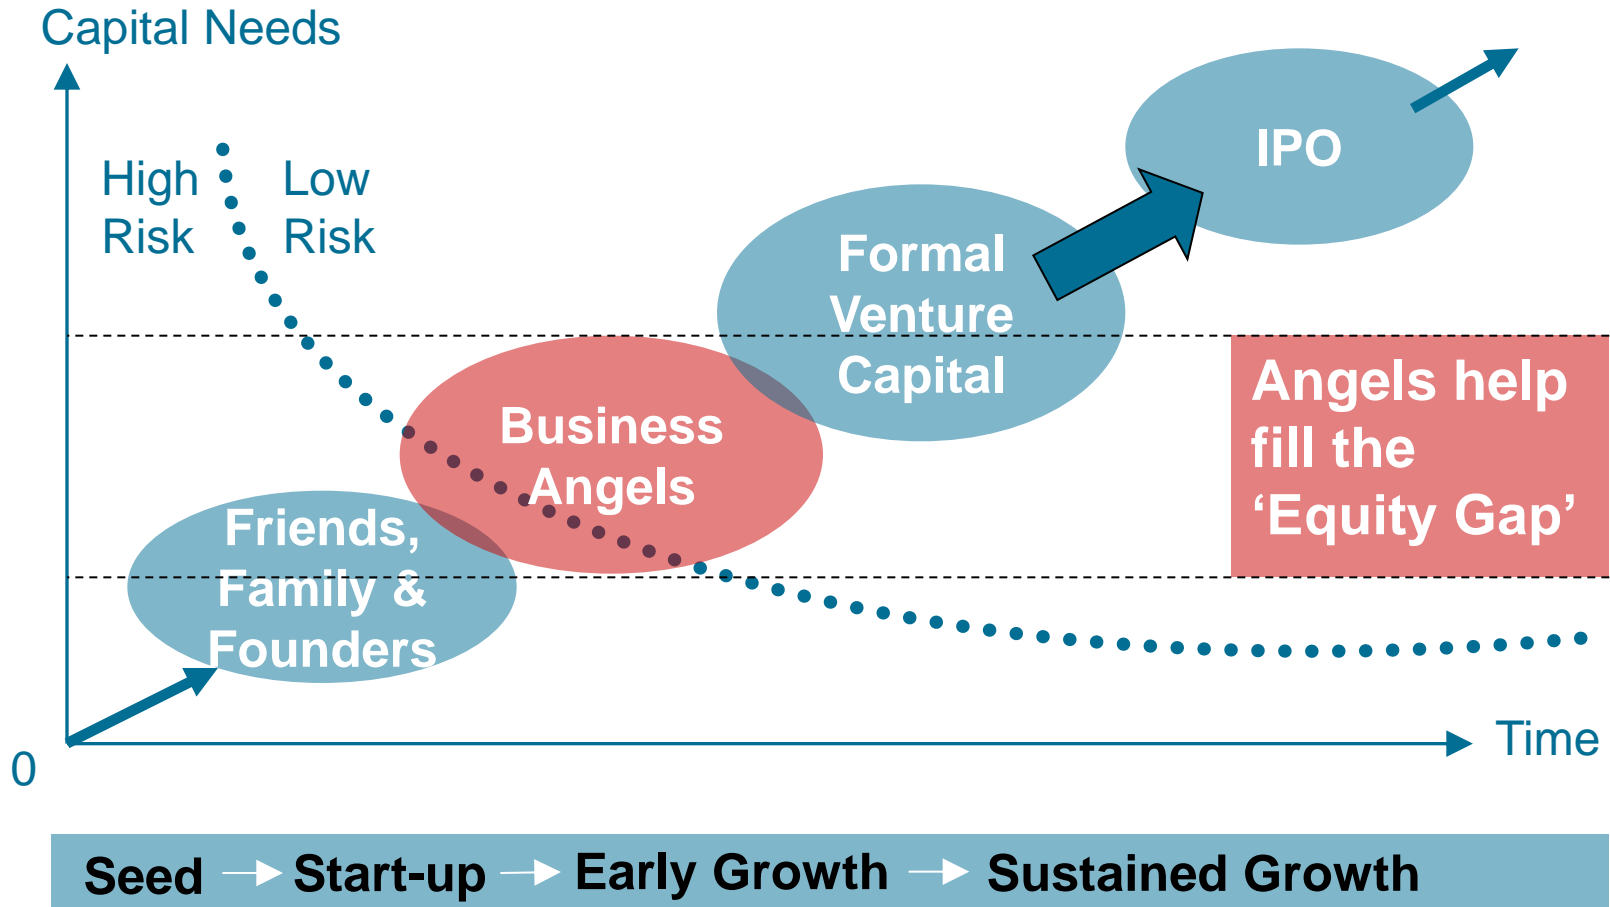 Capital Needs
High
Risk
Low
Risk
IPO
Formal
Venture
Capital
Business
Angels
Angels help
fill the
‘Equity Gap’
Friends,
Family &
Founders
Time
0
Seed Start-up Early Growth Sustained Growth